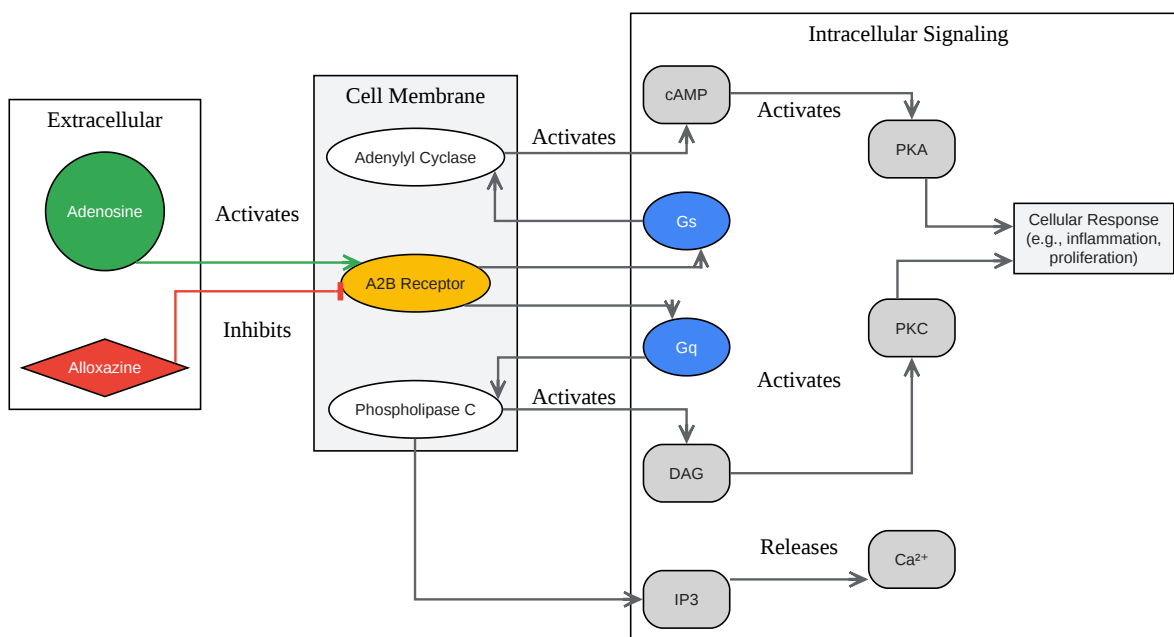 Intracellular Signaling
Cell Membrane
Extracellular
cAMP
Activates
Activates
PKA
Adenylyl Cyclase
Adenosine
Activates
Gs
Cellular Response
(e.g., inflammation,
proliferation)
A2B Receptor
Inhibits
PKC
Gq
Alloxazine
Activates
Phospholipase C
Activates
DAG
Releases
Ca²⁺
IP3